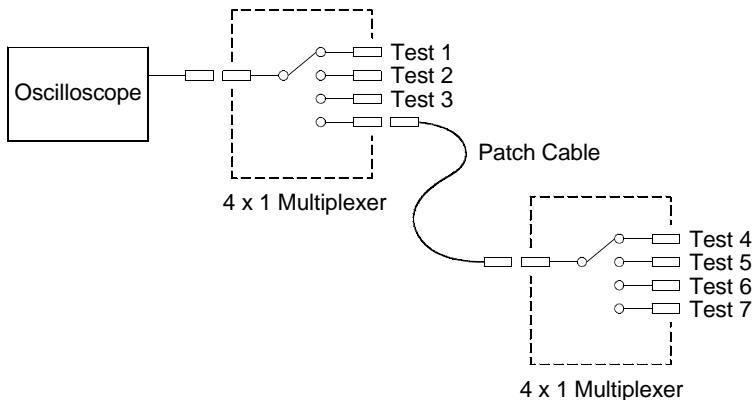 Oscilloscope
Test 1
Test 2
Test 3
Patch Cable
4 x 1 Multiplexer
Test 4
Test 5
Test 6
Test 7
4 x 1 Multiplexer